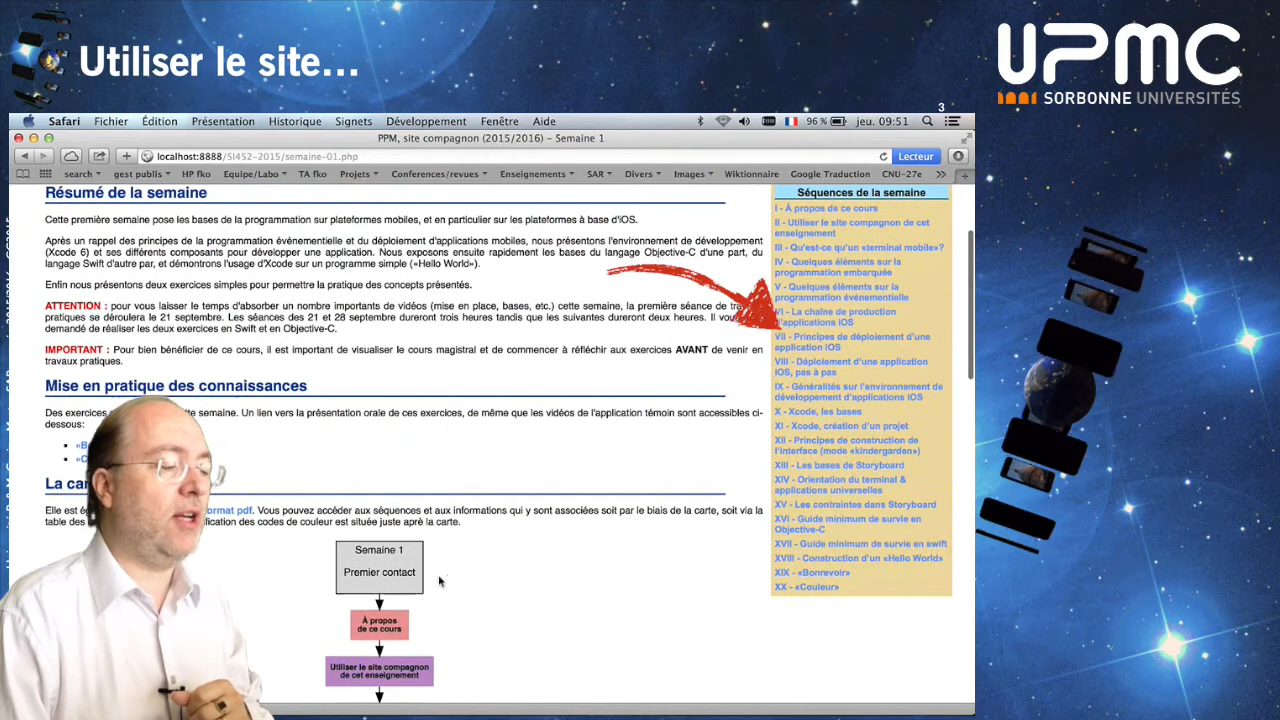 Utiliser le site...
UPMC
SORBONNE UNIVERSITÉS
3
Safari Fichier Édition Présentation Historique Signets Développement Fenêtre Aide 96 % jeu. 09:51
PPM, site compagnon (2015/2016) – Semaine 1
localhost:8888/5I452-2015/semaine-01.php Lecteur
search gest publis HP fko Equipe/Labo TA fko Projets Conferences/revues Enseignements SAR Divers Images Wiktionnaire Google Traduction CNU-27e
Résumé de la semaine
Cette première semaine pose les bases de la programmation sur plateformes mobiles, et en particulier sur les plateformes à base d'iOS.
Après un rappel des principes de la programmation événementielle et du déploiement d'applications mobiles, nous présentons l'environnement de développement
(Xcode 6) et ses différents composants pour développer une application. Nous exposons ensuite rapidement les bases du langage Objective-C d'une part, du
langage Swift d'autre part, et démontrons l'usage d'Xcode sur un programme simple («Hello World»).
Enfin nous présentons deux exercices simples pour permettre la pratique des concepts présentés.
ATTENTION : pour vous laisser le temps d'absorber un nombre importants de vidéos (mise en place, bases, etc.) cette semaine, la première séance de
pratiques se déroulera le 21 septembre. Les séances des 21 et 28 septembre dureront trois heures tandis que les suivantes dureront deux heures. Il
demandé de réaliser les deux exercices en Swift et en Objective-C.
IMPORTANT : Pour bien bénéficier de ce cours, il est important de visualiser le cours magistral et de commencer à réfléchir aux exercices AVANT de venir en
travaux pratiques.
Mise en pratique des connaissances
Des exercices cette semaine. Un lien vers la présentation orale de ces exercices, de même que les vidéos de l'application témoin sont accessibles ci-
dessous:
La
Elle est format pdf. Vous pouvez accéder aux séquences et aux informations qui y sont associées soit par le biais de la carte, soit via la
table des des codes de couleur est située juste après la carte.
Semaine 1
Premier contact
À propos
de ce cours
Utiliser le site compagnon
de cet enseignement
Séquences de la semaine
I - À propos de ce cours
II - Utiliser le site compagnon de cet
enseignement
III - Qu'est-ce qu'un «terminal mobile»?
IV - Quelques éléments sur la
programmation embarquée
V - Quelques éléments sur la
programmation événementielle
VI - La chaîne de production
d'applications iOS
VII - Principes de déploiement d'une
application iOS
VIII - Déploiement d'une application
iOS, pas à pas
IX - Généralités sur l'environnement de
développement d'applications iOS
X - Xcode, les bases
XI - Xcode, création d'un projet
XII - Principes de construction de
l'interface (mode «kindergarden»)
XIII - Les bases de Storyboard
XIV - Orientation du terminal &
applications universelles
XV - Les contraintes dans Storyboard
XVI - Guide minimum de survie en
Objective-C
XVII - Guide minimum de survie en swift
XVIII - Construction d'un «Hello World»
XIX - «Bonrevoir»
XX - «Couleur»